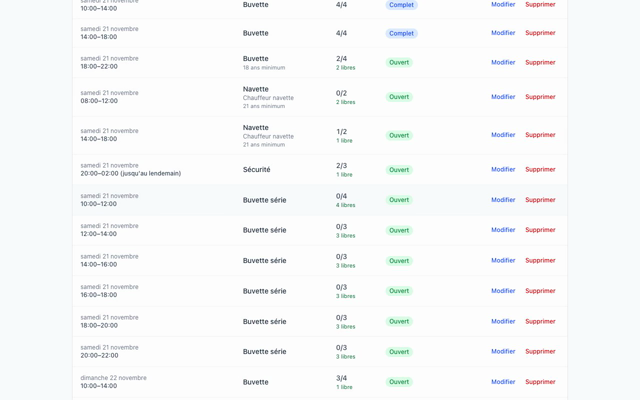 samedi 21 novembre
10:00–14:00 Buvette 4/4 Complet Modifier Supprimer
samedi 21 novembre
14:00–18:00 Buvette 4/4 Complet Modifier Supprimer
samedi 21 novembre
18:00–22:00 Buvette 2/4 Ouvert Modifier Supprimer
18 ans minimum 2 libres
samedi 21 novembre
08:00–12:00 Navette 0/2 Ouvert Modifier Supprimer
Chauffeur navette 2 libres
21 ans minimum
samedi 21 novembre
14:00–18:00 Navette 1/2 Ouvert Modifier Supprimer
Chauffeur navette 1 libre
21 ans minimum
samedi 21 novembre
20:00–02:00 (jusqu'au lendemain) Sécurité 2/3 Ouvert Modifier Supprimer
1 libre
samedi 21 novembre
10:00–12:00 Buvette série 0/4 Ouvert Modifier Supprimer
4 libres
samedi 21 novembre
12:00–14:00 Buvette série 0/3 Ouvert Modifier Supprimer
3 libres
samedi 21 novembre
14:00–16:00 Buvette série 0/3 Ouvert Modifier Supprimer
3 libres
samedi 21 novembre
16:00–18:00 Buvette série 0/3 Ouvert Modifier Supprimer
3 libres
samedi 21 novembre
18:00–20:00 Buvette série 0/3 Ouvert Modifier Supprimer
3 libres
samedi 21 novembre
20:00–22:00 Buvette série 0/3 Ouvert Modifier Supprimer
3 libres
dimanche 22 novembre
10:00–14:00 Buvette 3/4 Ouvert Modifier Supprimer
1 libre